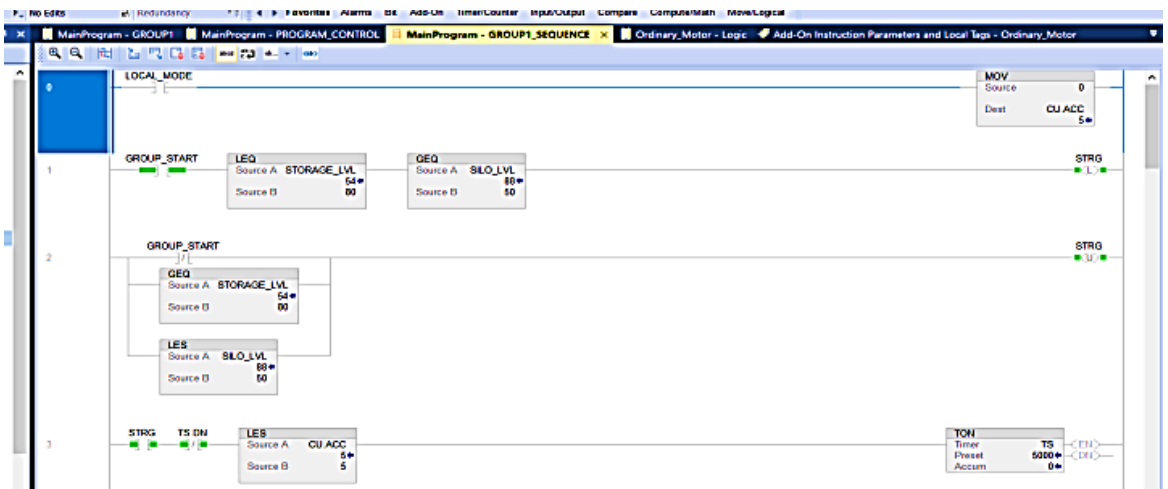 No Edits
Redundancy
Favorites Alarms Bit Add-On Timer/Counter Input/Output Compare Compute/Math Move/Logical
MainProgram - GROUP1
MainProgram - PROGRAM_CONTROL
MainProgram - GROUP1_SEQUENCE
Ordinary_Motor - Logic
Add-On Instruction Parameters and Local Tags - Ordinary_Motor
0
LOCAL_MODE
MOV
Source 0
Dest CU.ACC
5
1
GROUP_START
LEQ
Source A STORAGE_LVL
54
Source B 80
GEQ
Source A SILO_LVL
88
Source B 50
STRG
L
2
GROUP_START
STRG
U
GEQ
Source A STORAGE_LVL
54
Source B 80
LES
Source A SILO_LVL
88
Source B 50
3
STRG
TS.DN
LES
Source A CU.ACC
5
Source B 5
TON
Timer TS
Preset 5000
Accum 0
EN
DN